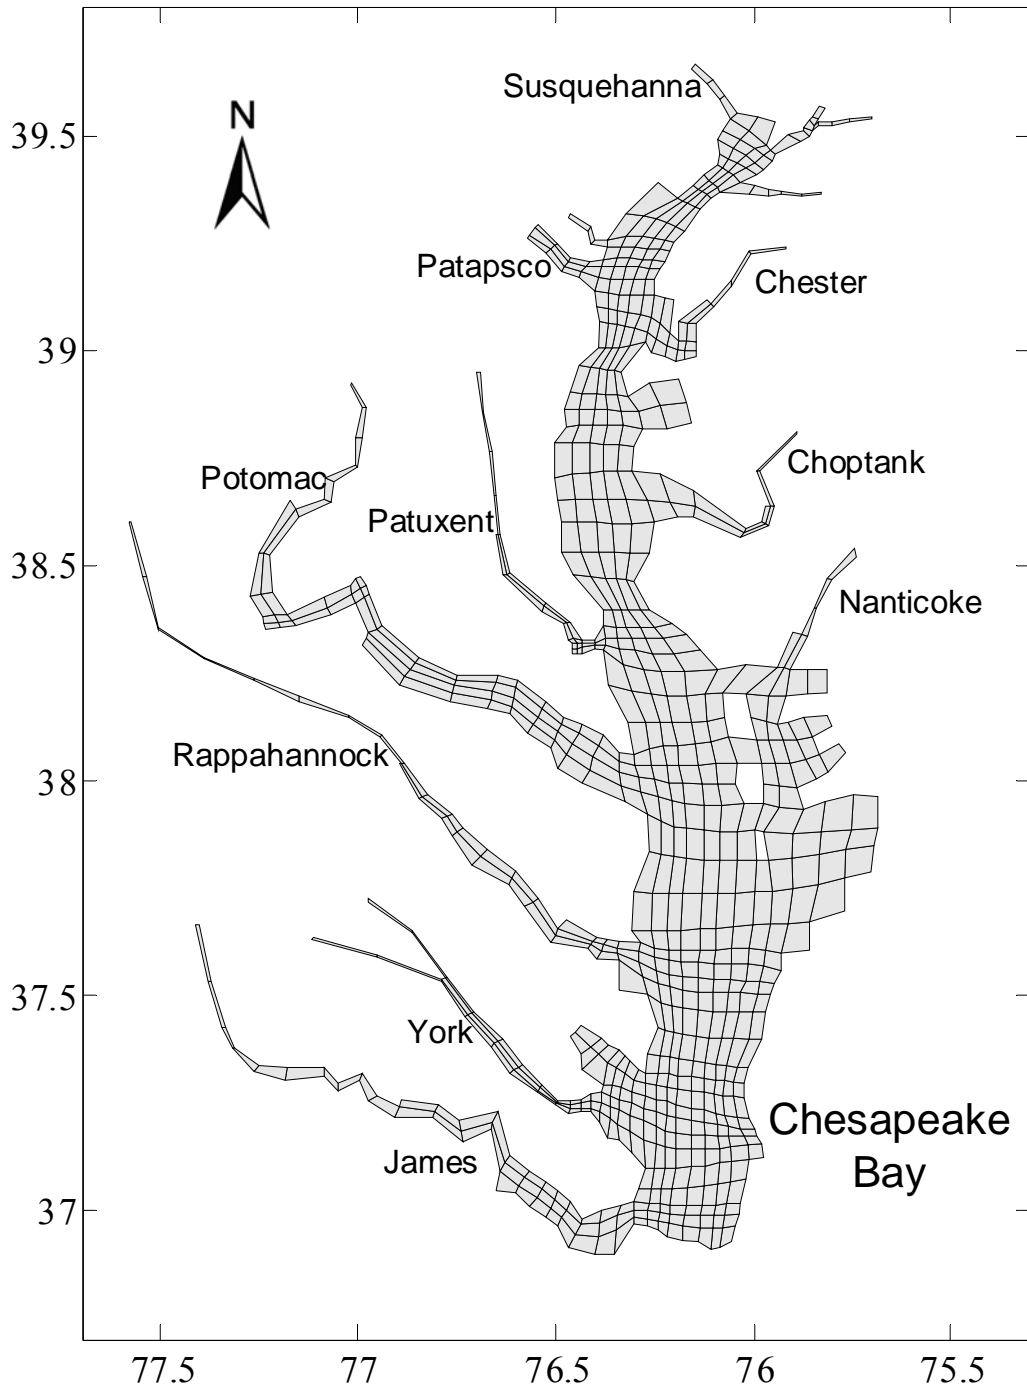 Susquehanna
N
39.5
Patapsco
Chester
39
Choptank
Potomac
Patuxent
38.5
Nanticoke
Rappahannock
38
37.5
York
Chesapeake
Bay
James
37
77.5
77
76.5
76
75.5